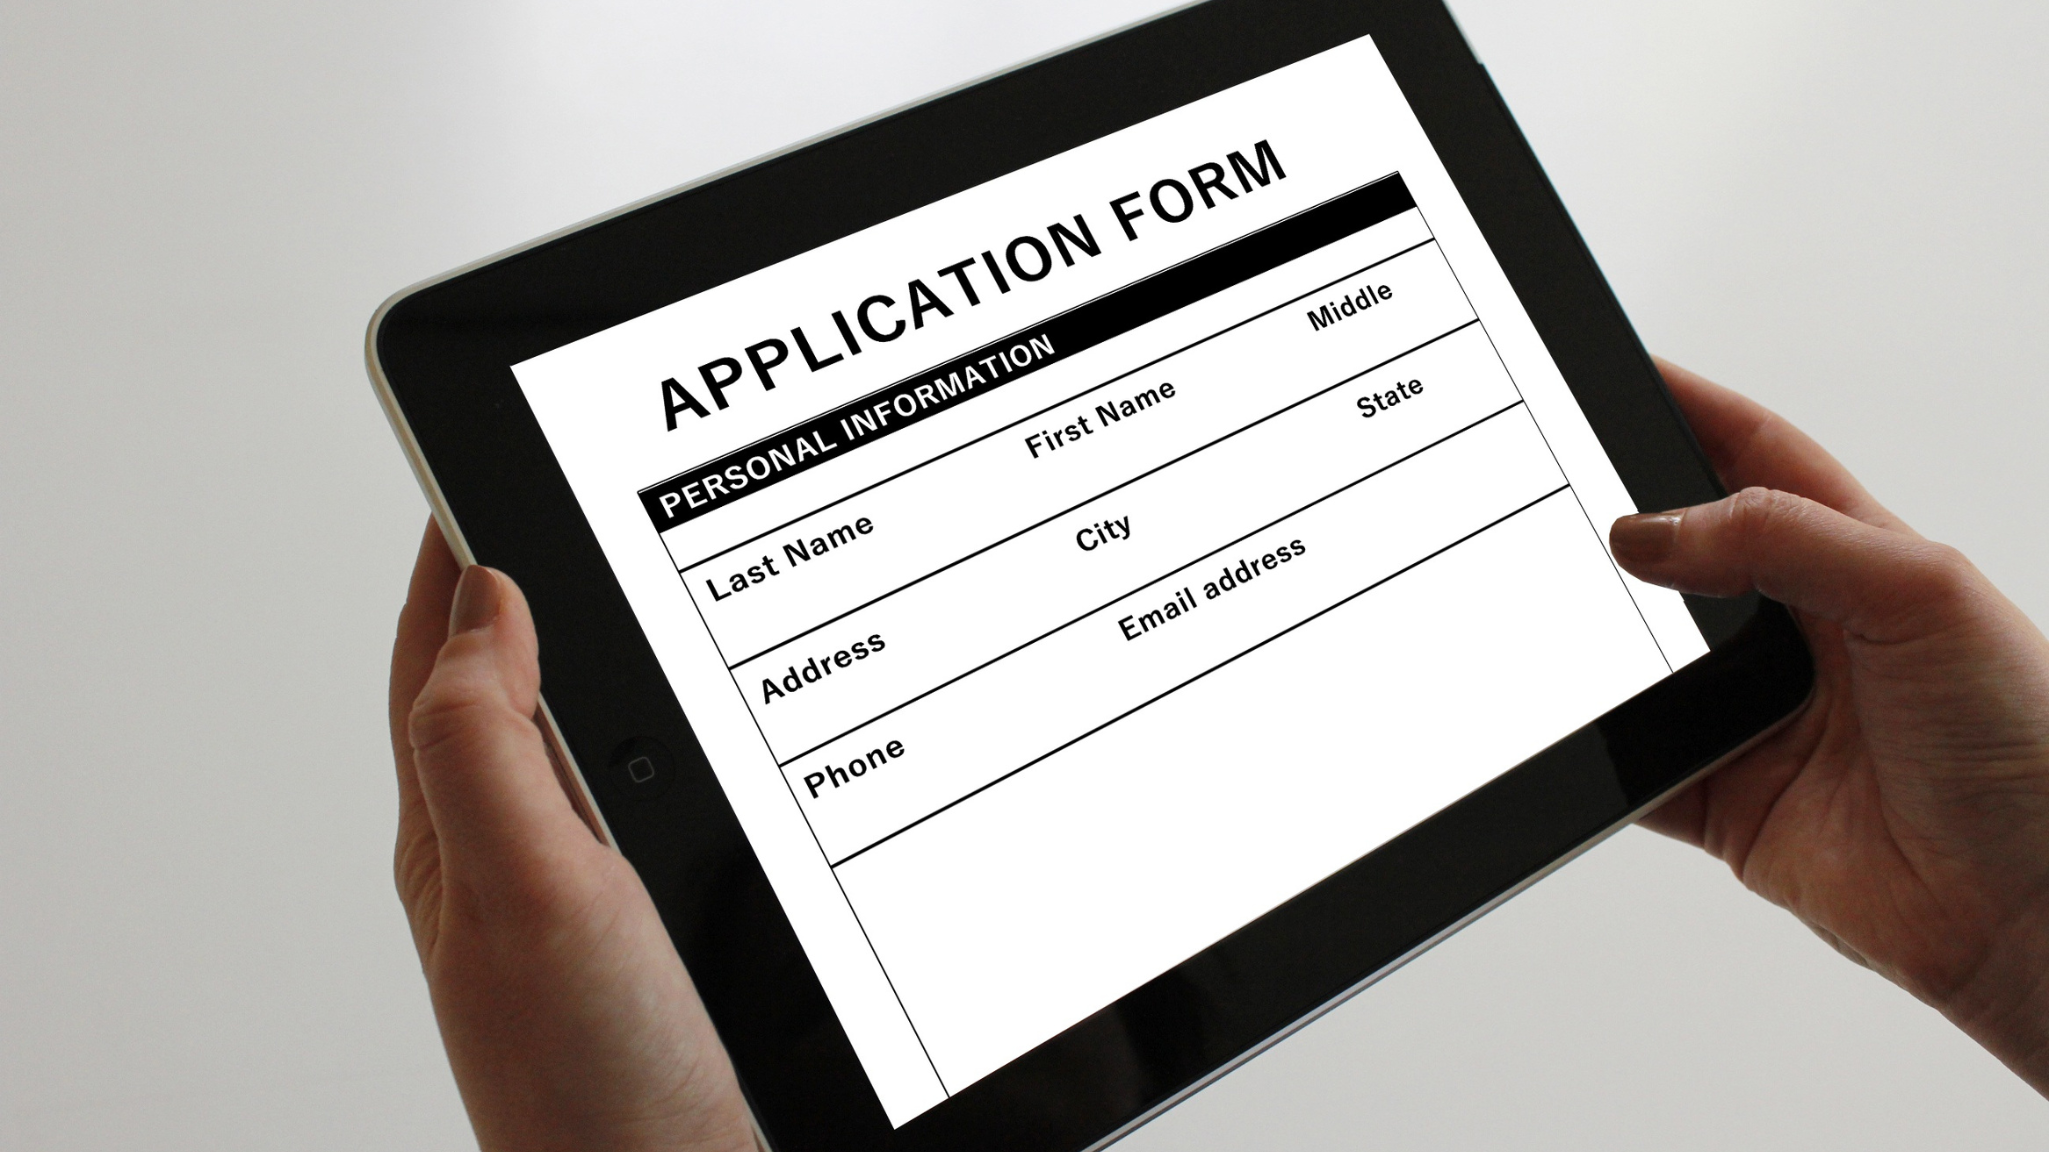 APPLICATION FORM
PERSONAL INFORMATION
Last Name First Name Middle
Address City State
Phone Email address